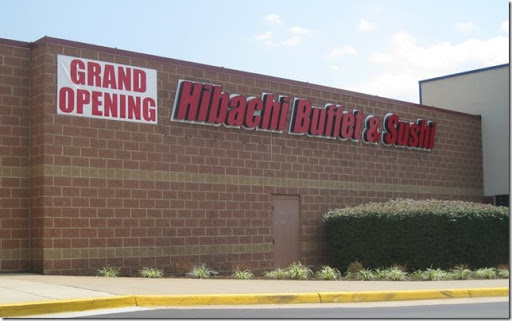 GRAND
OPENING
Hibachi Buffet & Sushi